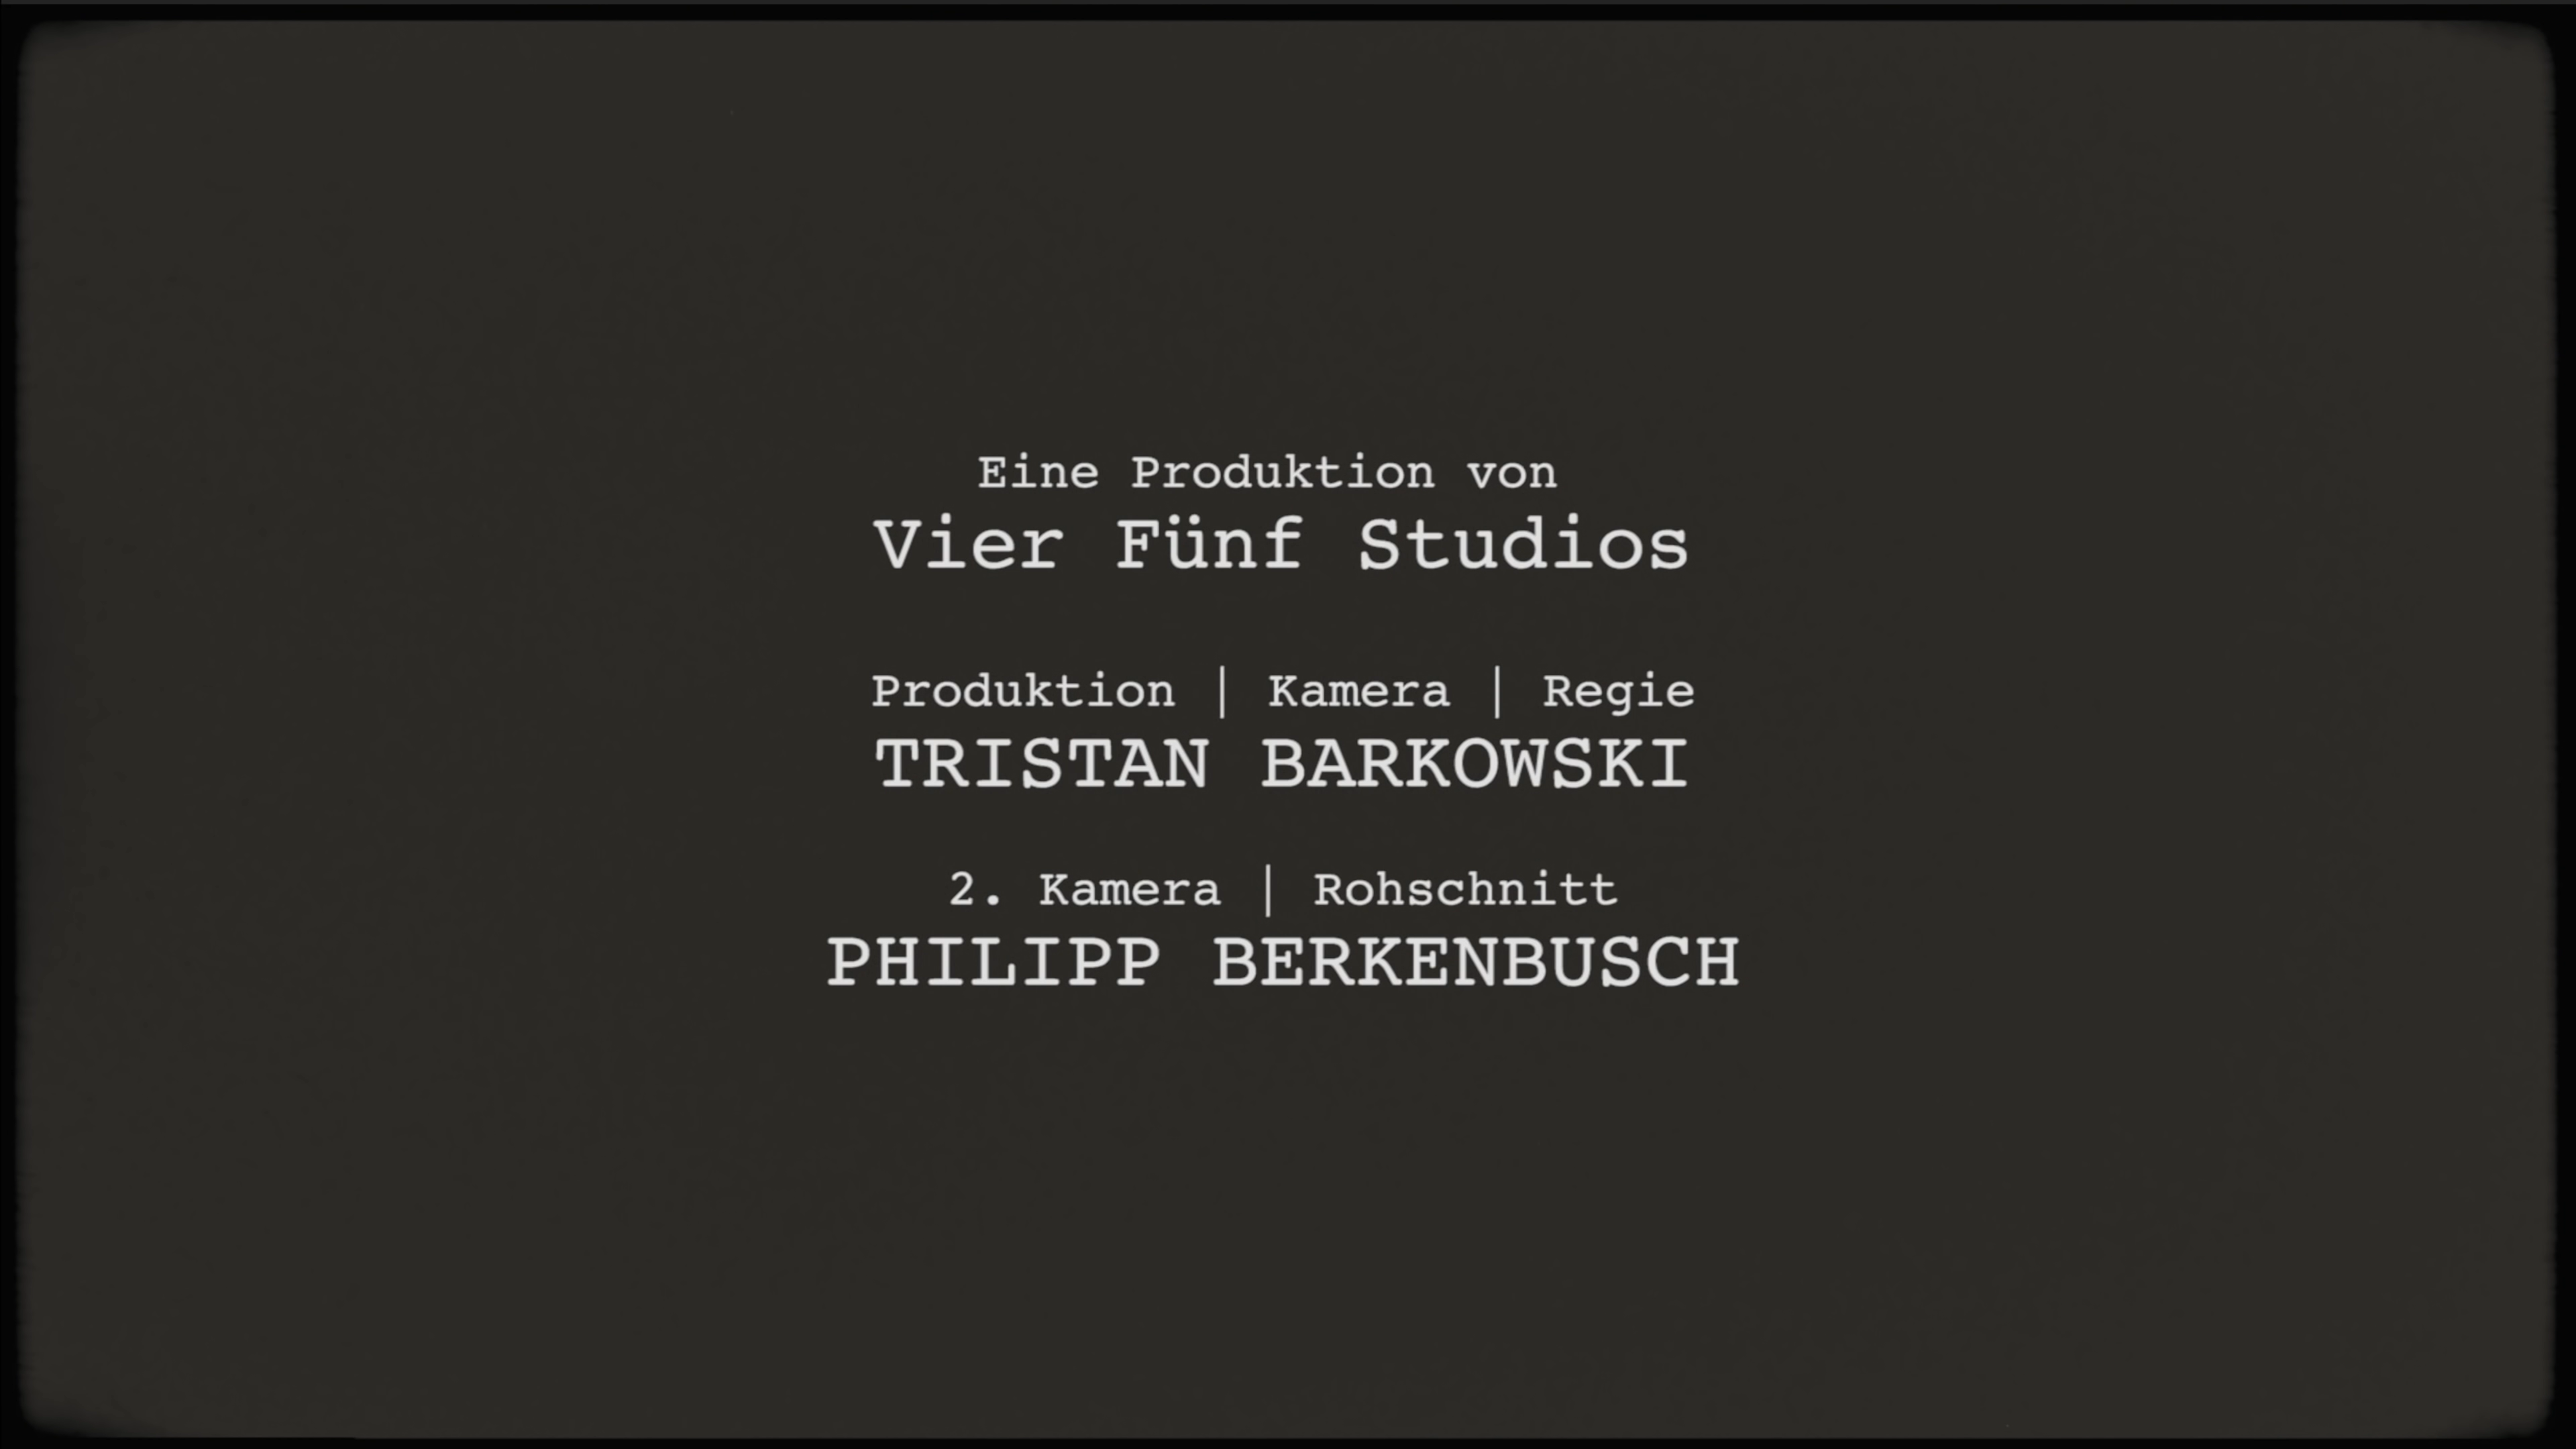 Eine Produktion von
Vier Fünf Studios
Produktion | Kamera | Regie
TRISTAN BARKOWSKI
2. Kamera | Rohschnitt
PHILIPP BERKENBUSCH